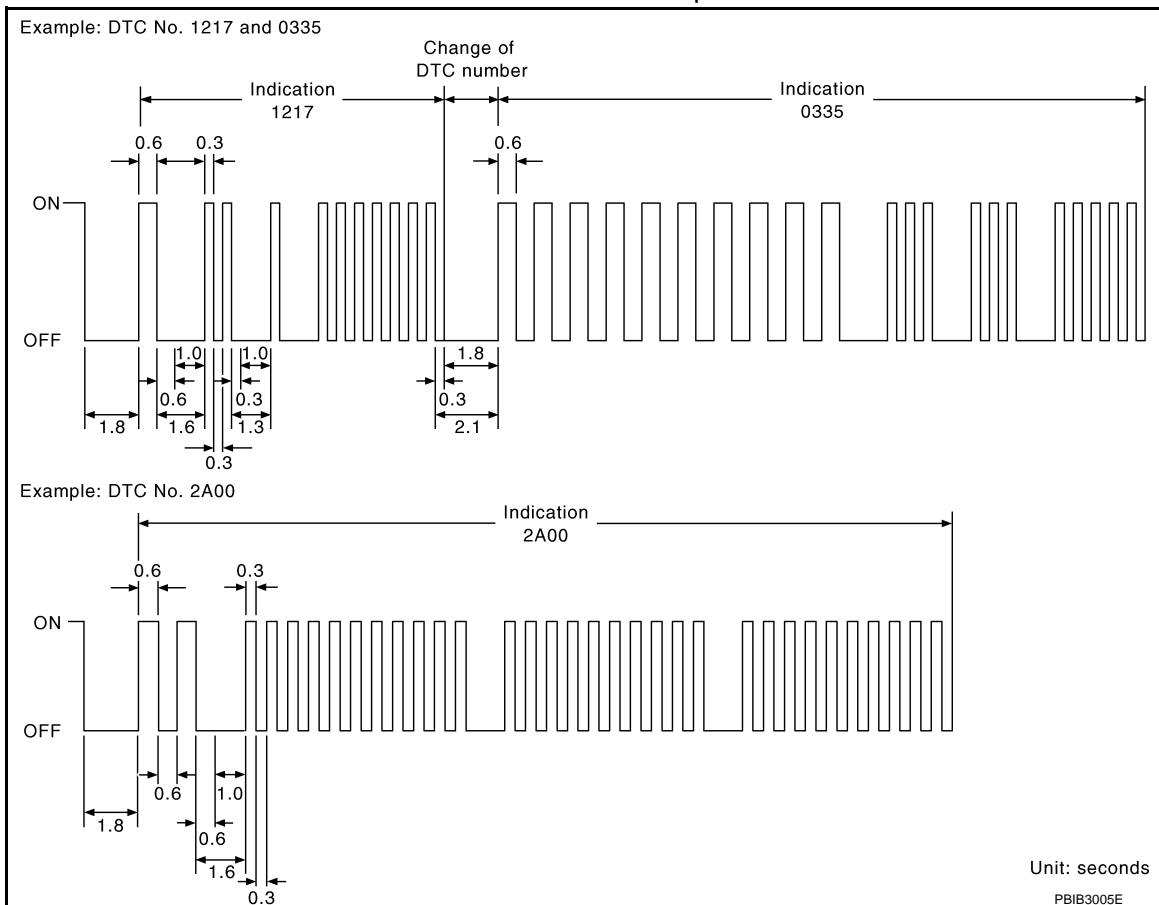 Example: DTC No. 1217 and 0335
Change of
DTC number
Indication
1217
Indication
0335
0.6
0.3
0.6
ON
OFF
1.0
1.0
1.8
0.6
0.3
0.3
1.8
1.6
1.3
2.1
0.3
Example: DTC No. 2A00
Indication
2A00
0.6
0.3
ON
OFF
0.6
1.0
1.8
0.6
1.6
0.3
Unit: seconds
PBIB3005E